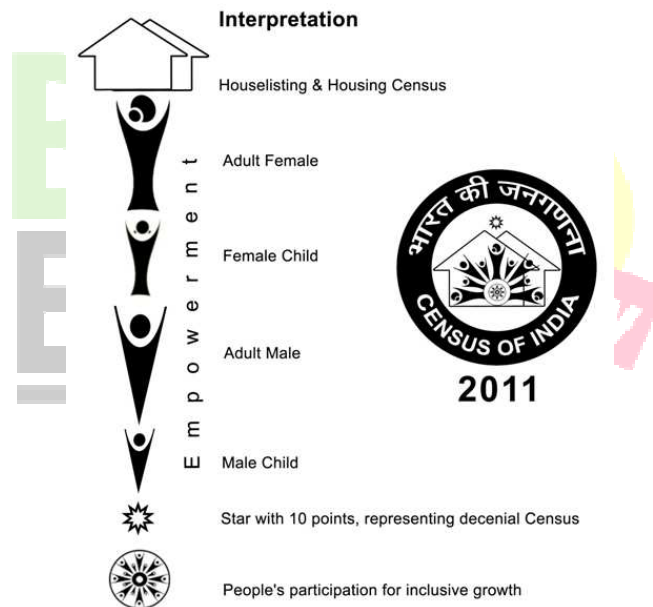 Interpretation
Houselisting & Housing Census
Adult Female
Female Child
Adult Male
Male Child
Star with 10 points, representing decenial Census
People's participation for inclusive growth
Empowerment
भारत की जनगणना
CENSUS OF INDIA
2011